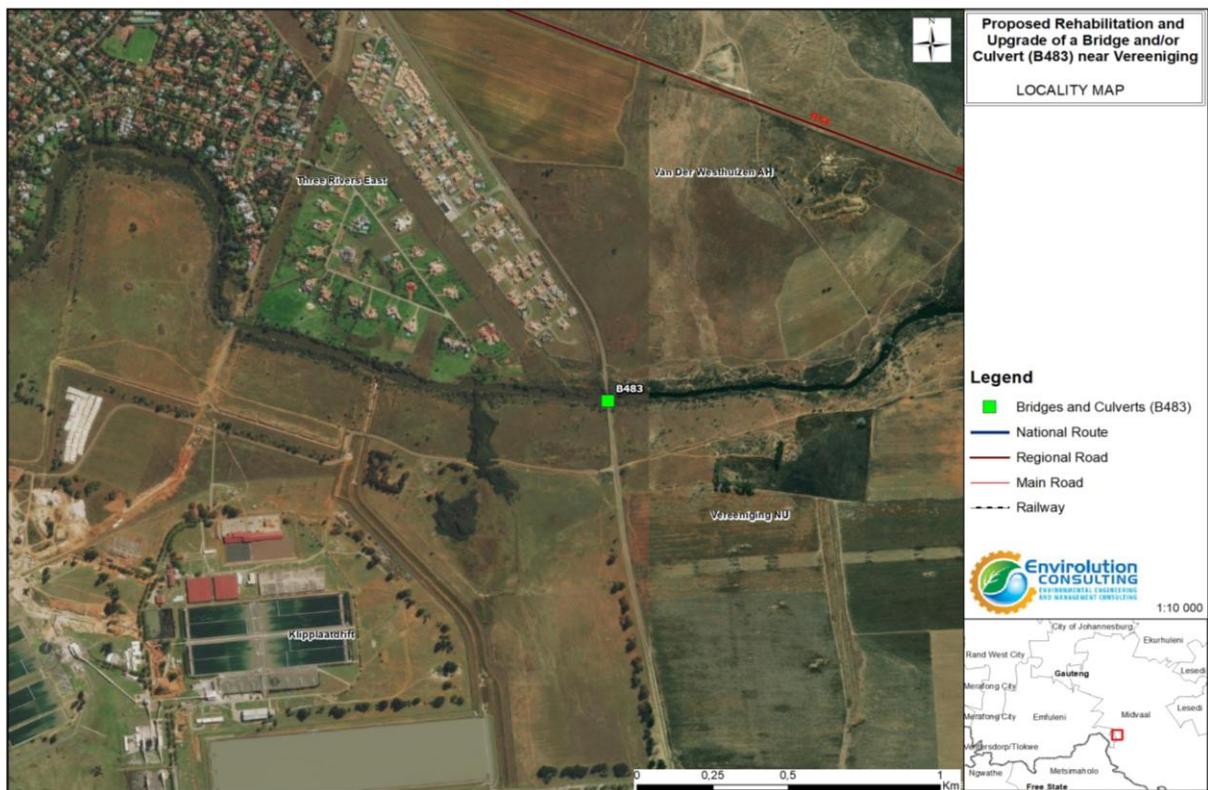 Proposed Rehabilitation and
Upgrade of a Bridge and/or
Culvert (B483) near Vereeniging
LOCALITY MAP
N
Three Rivers East
Van Der Westhuizen AH
B483
Vereeniging NU
Klipplaatdrift
0 0,25 0,5 1
Km
Legend
Bridges and Culverts (B483)
National Route
Regional Road
Main Road
Railway
Envirolution
CONSULTING
ENVIRONMENTAL ENGINEERING
AND MANAGEMENT CONSULTING
1:10 000
City of Johannesburg
Ekurhuleni
Rand West City
Lesedi
Gauteng
Merafong City
Lesedi
Merafong City
Emfuleni
Midvaal
Ventersdorp/Tlokwe
Ngwathe
Metsimaholo
Free State